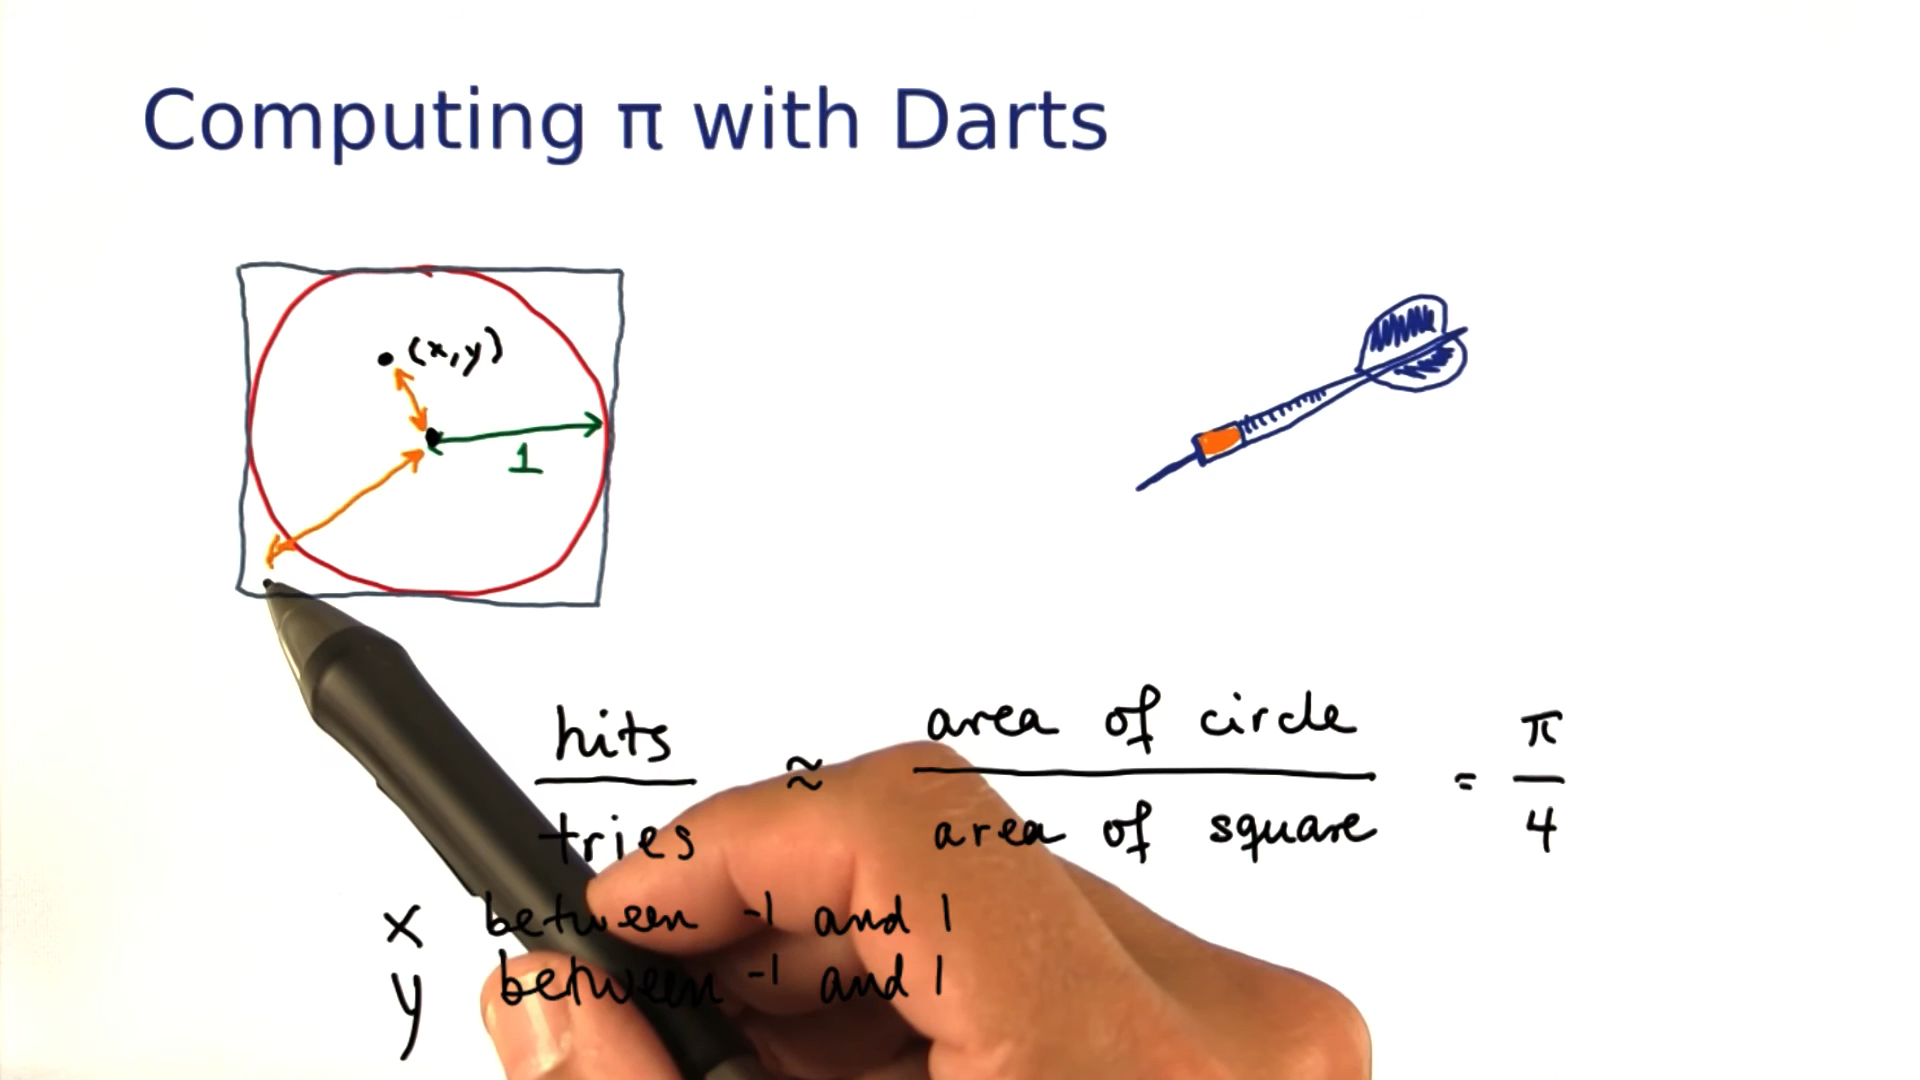 Computing π with Darts
(x,y)
1
hits / tries ≈ area of circle / area of square = π / 4
x between -1 and 1
y between -1 and 1